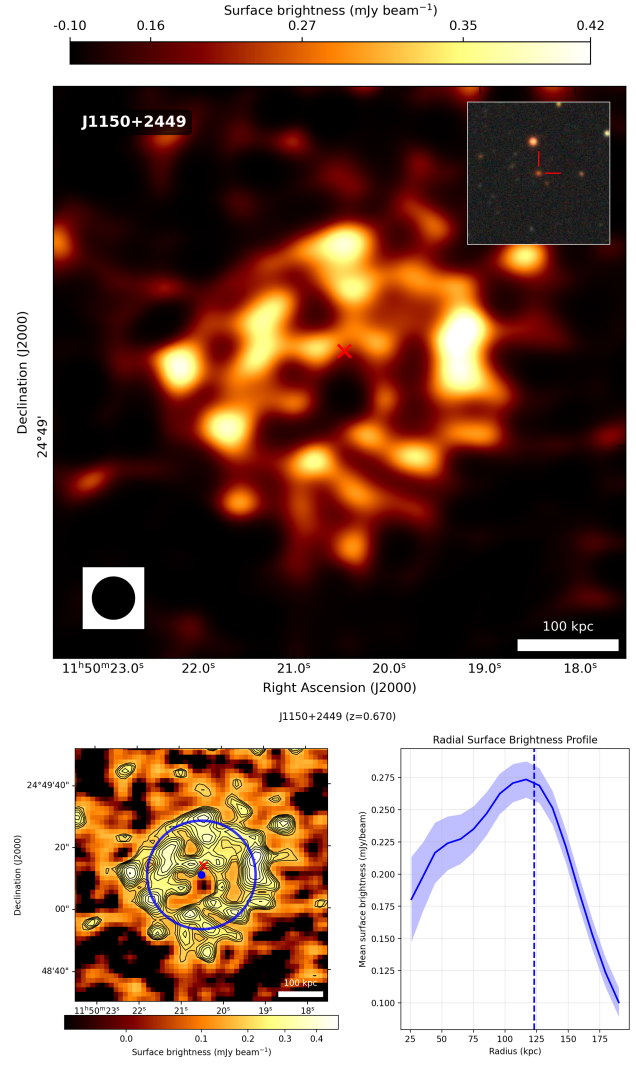 Surface brightness (mJy beam⁻¹)
-0.10 0.16 0.27 0.35 0.42
J1150+2449
Declination (J2000)
24°49'
100 kpc
11ʰ50ᵐ23.0ˢ 22.0ˢ 21.0ˢ 20.0ˢ 19.0ˢ 18.0ˢ
Right Ascension (J2000)
J1150+2449 (z=0.670)
Declination (J2000)
24°49'40"
20"
00"
48'40"
100 kpc
11ʰ50ᵐ23ˢ 22ˢ 21ˢ 20ˢ 19ˢ 18ˢ
0.0 0.1 0.2 0.3 0.4
Surface brightness (mJy beam⁻¹)
Radial Surface Brightness Profile
Mean surface brightness (mJy/beam)
0.275
0.250
0.225
0.200
0.175
0.150
0.125
0.100
25 50 75 100 125 150 175
Radius (kpc)